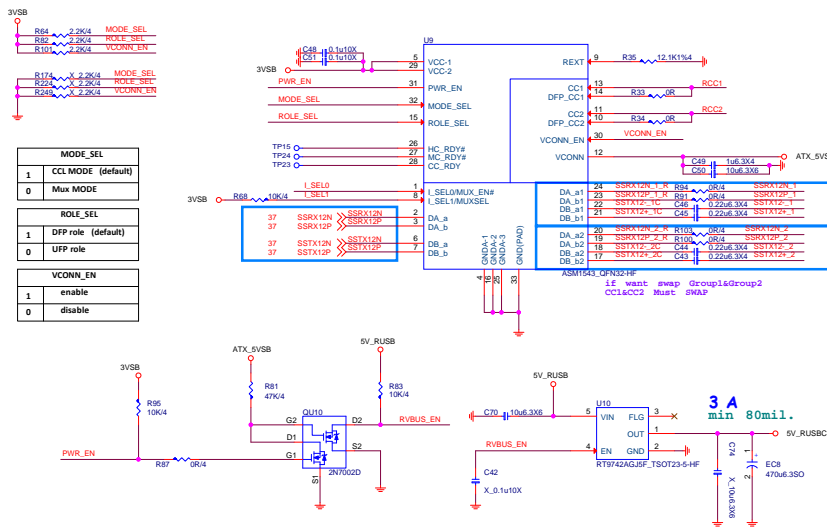 3VSB
R64 2.2K/4 MODE_SEL
R82 2.2K/4 ROLE_SEL
R101 2.2K/4 VCONN_EN
R174 X_2.2K/4 MODE_SEL
R224 X_2.2K/4 ROLE_SEL
R249 X_2.2K/4 VCONN_EN
MODE_SEL
1 CCL MODE (default)
0 Mux MODE
ROLE_SEL
1 DFP role (default)
0 UFP role
VCONN_EN
1 enable
0 disable
U9
C48 0.1u10X
C51 0.1u10X
3VSB
5 VCC-1
29 VCC-2
PWR_EN 31 PWR_EN
MODE_SEL 32 MODE_SEL
ROLE_SEL 15 ROLE_SEL
TP15 26 HC_RDY#
TP24 27 MC_RDY#
TP23 28 CC_RDY
I_SEL0 1 I_SEL0/MUX_EN#
3VSB R68 10K/4 I_SEL1 8 I_SEL1/MUXSEL
37 SSRX12N 2 DA_a
37 SSRX12P 3 DA_b
37 SSTX12N 6 DB_a
37 SSTX12P 7 DB_b
REXT 9 R35 12.1K1%4
CC1 13 RCC1
DFP_CC1 14 R33 0R
CC2 11 RCC2
DFP_CC2 10 R34 0R
VCONN_EN 30 VCONN_EN
VCONN 12 ATX_5VSB
C49 1u6.3X4
C50 10u6.3X6
DA_a1 24 SSRX12N_1_R R94 0R/4 SSRX12N_1
DA_b1 23 SSRX12P_1_R R91 0R/4 SSRX12P_1
DB_a1 22 SSTX12-_1C C46 0.22u6.3X4 SSTX12-_1
DB_b1 21 SSTX12+_1C C45 0.22u6.3X4 SSTX12+_1
DA_a2 20 SSRX12N_2_R R103 0R/4 SSRX12N_2
DA_b2 19 SSRX12P_2_R R100 0R/4 SSRX12P_2
DB_a2 18 SSTX12-_2C C44 0.22u6.3X4 SSTX12-_2
DB_b2 17 SSTX12+_2C C43 0.22u6.3X4 SSTX12+_2
GNDA-1 GNDA-2 GNDA-3 GND(PAD)
4 16 25 33
ASM1543_QFN32-HF
if want swap Group1&Group2
CC1&CC2 Must SWAP
3VSB
R95
10K/4
PWR_EN
R87 0R/4
ATX_5VSB
R81
47K/4
QU10
G2 D2
D1 S2
G1
S1
2N7002D
5V_RUSB
R83
10K/4
RVBUS_EN
5V_RUSB
C70 10u6.3X6
RVBUS_EN
C42
X_0.1u10X
U10
5 VIN FLG 3
OUT 1
4 EN GND 2
RT9742AGJ5F_TSOT23-5-HF
3 A
min 80mil.
5V_RUSBC
C74
X_10u6.3X6
1 +
2
EC8
470u6.3SO